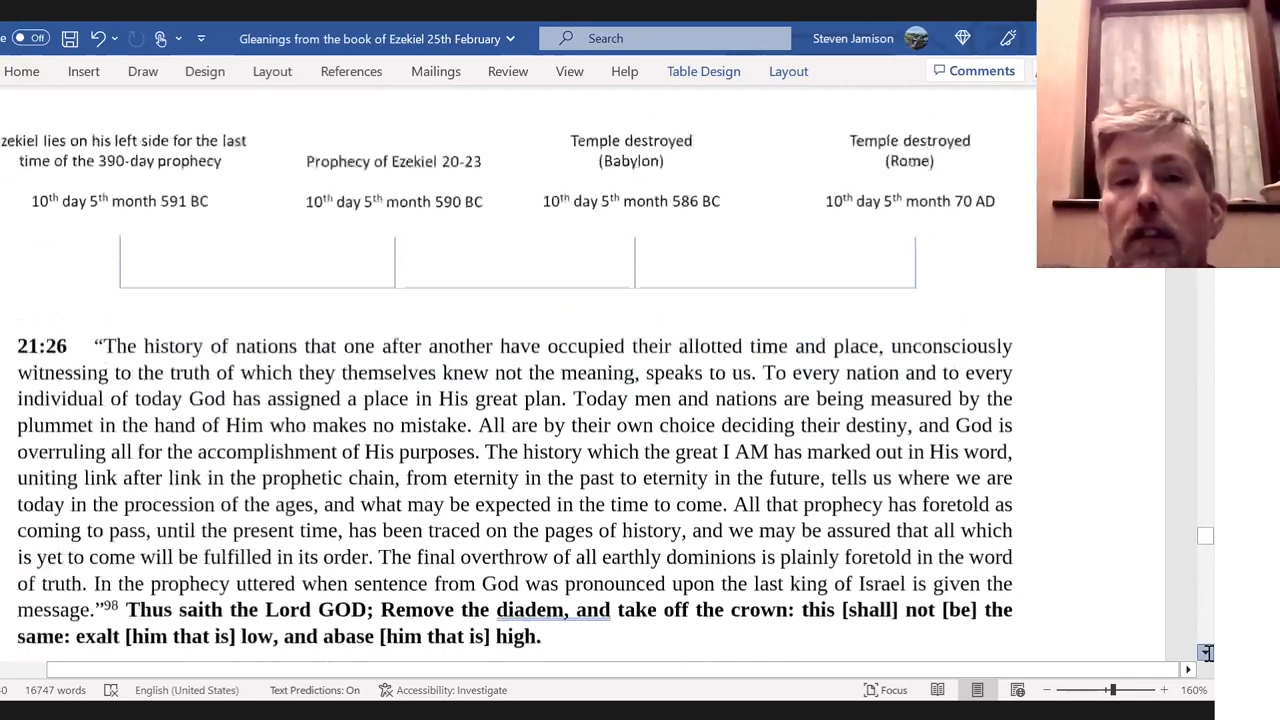 e Off Gleanings from the book of Ezekiel 25th February Search Steven Jamison
Home Insert Draw Design Layout References Mailings Review View Help Table Design Layout Comments
zekiel lies on his left side for the last
time of the 390-day prophecy
10th day 5th month 591 BC
Prophecy of Ezekiel 20-23
10th day 5th month 590 BC
Temple destroyed
(Babylon)
10th day 5th month 586 BC
Temple destroyed
(Rome)
10th day 5th month 70 AD
21:26 “The history of nations that one after another have occupied their allotted time and place, unconsciously
witnessing to the truth of which they themselves knew not the meaning, speaks to us. To every nation and to every
individual of today God has assigned a place in His great plan. Today men and nations are being measured by the
plummet in the hand of Him who makes no mistake. All are by their own choice deciding their destiny, and God is
overruling all for the accomplishment of His purposes. The history which the great I AM has marked out in His word,
uniting link after link in the prophetic chain, from eternity in the past to eternity in the future, tells us where we are
today in the procession of the ages, and what may be expected in the time to come. All that prophecy has foretold as
coming to pass, until the present time, has been traced on the pages of history, and we may be assured that all which
is yet to come will be fulfilled in its order. The final overthrow of all earthly dominions is plainly foretold in the word
of truth. In the prophecy uttered when sentence from God was pronounced upon the last king of Israel is given the
message.”98 Thus saith the Lord GOD; Remove the diadem, and take off the crown: this [shall] not [be] the
same: exalt [him that is] low, and abase [him that is] high.
0 16747 words English (United States) Text Predictions: On Accessibility: Investigate Focus 160%